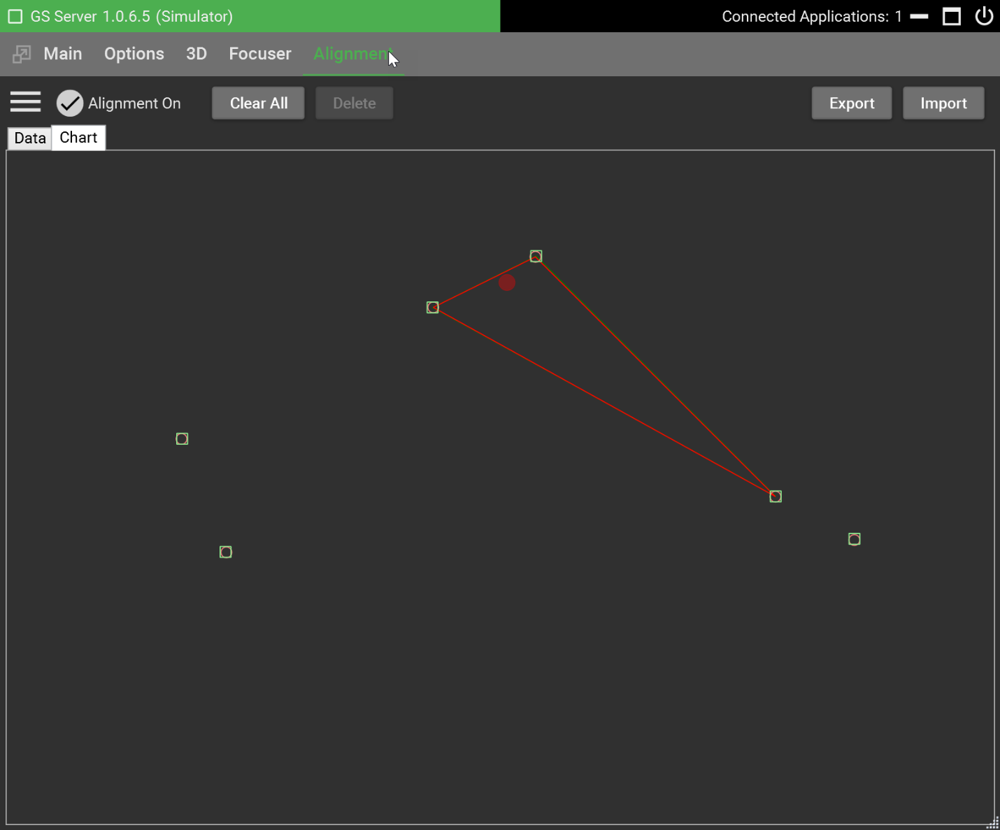 GS Server 1.0.6.5 (Simulator) Connected Applications: 1
Main Options 3D Focuser Alignment
Alignment On Clear All Delete Export Import
Data Chart